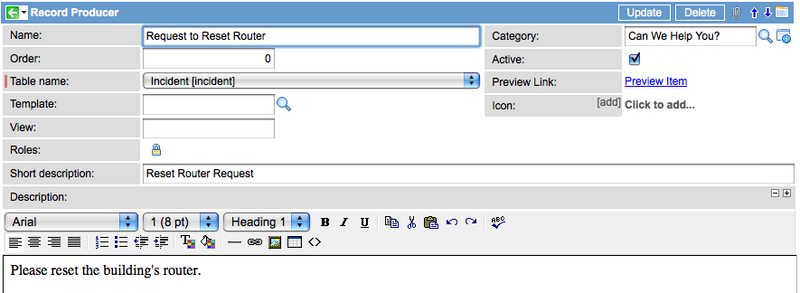 Record Producer Update Delete
Name: Request to Reset Router Category: Can We Help You?
Order: 0 Active:
Table name: Incident [incident] Preview Link: Preview Item
Template: Icon: [add] Click to add...
View:
Roles:
Short description: Reset Router Request
Description:
Arial 1 (8 pt) Heading 1 B I U ABC
T
Please reset the building's router.